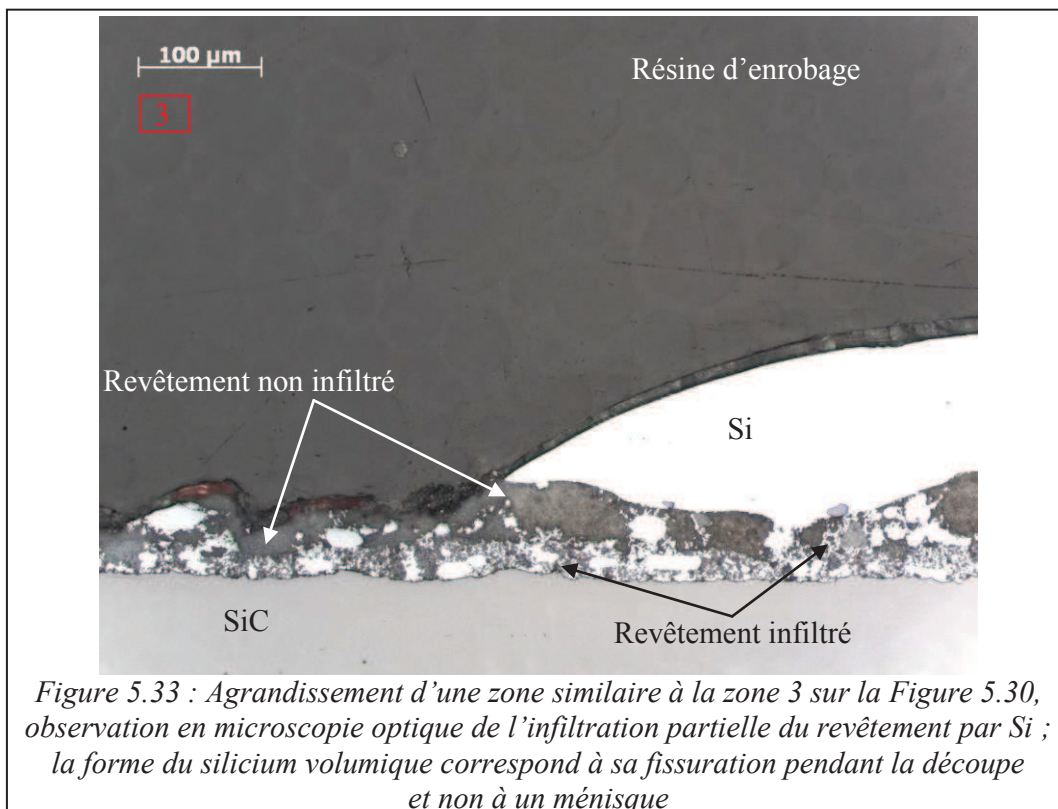 100 µm
Résine d'enrobage
3
Revêtement non infiltré
Si
SiC
Revêtement infiltré
Figure 5.33 : Agrandissement d'une zone similaire à la zone 3 sur la Figure 5.30,
observation en microscopie optique de l'infiltration partielle du revêtement par Si ;
la forme du silicium volumique correspond à sa fissuration pendant la découpe
et non à un ménisque